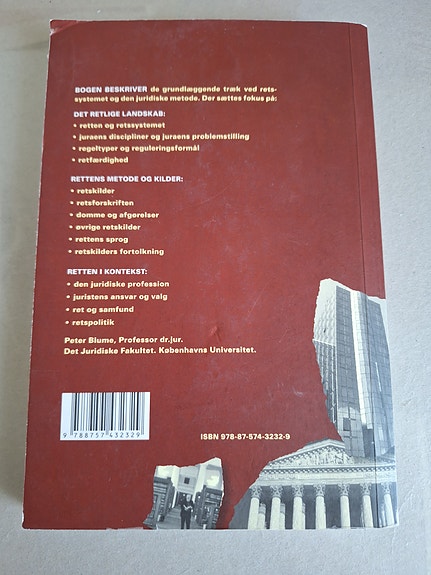 BOGEN BESKRIVER de grundlæggende træk ved rets-
systemet og den juridiske metode. Der sættes fokus på:
DET RETLIGE LANDSKAB:
• retten og retssystemet
• juraens discipliner og juraens problemstilling
• regeltyper og reguleringsformål
• retfærdighed
RETTENS METODE OG KILDER:
• retskilder
• retsforskriften
• domme og afgørelser
• øvrige retskilder
• rettens sprog
• retskilders fortolkning
RETTEN I KONTEKST:
• den juridiske profession
• juristens ansvar og valg
• ret og samfund
• retspolitik
Peter Blume, Professor dr.jur.
Det Juridiske Fakultet. Københavns Universitet.
9 788757 432329
ISBN 978-87-574-3232-9